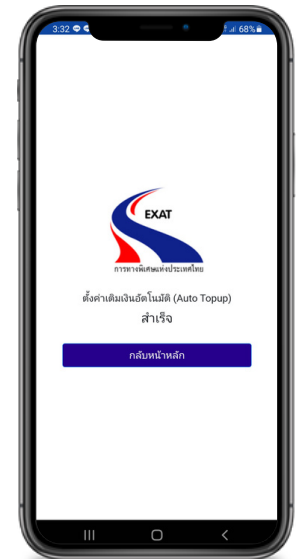 3:32
68%
EXAT
การทางพิเศษแห่งประเทศไทย
ตั้งค่าเติมเงินอัตโนมัติ (Auto Topup)
สำเร็จ
กลับหน้าหลัก